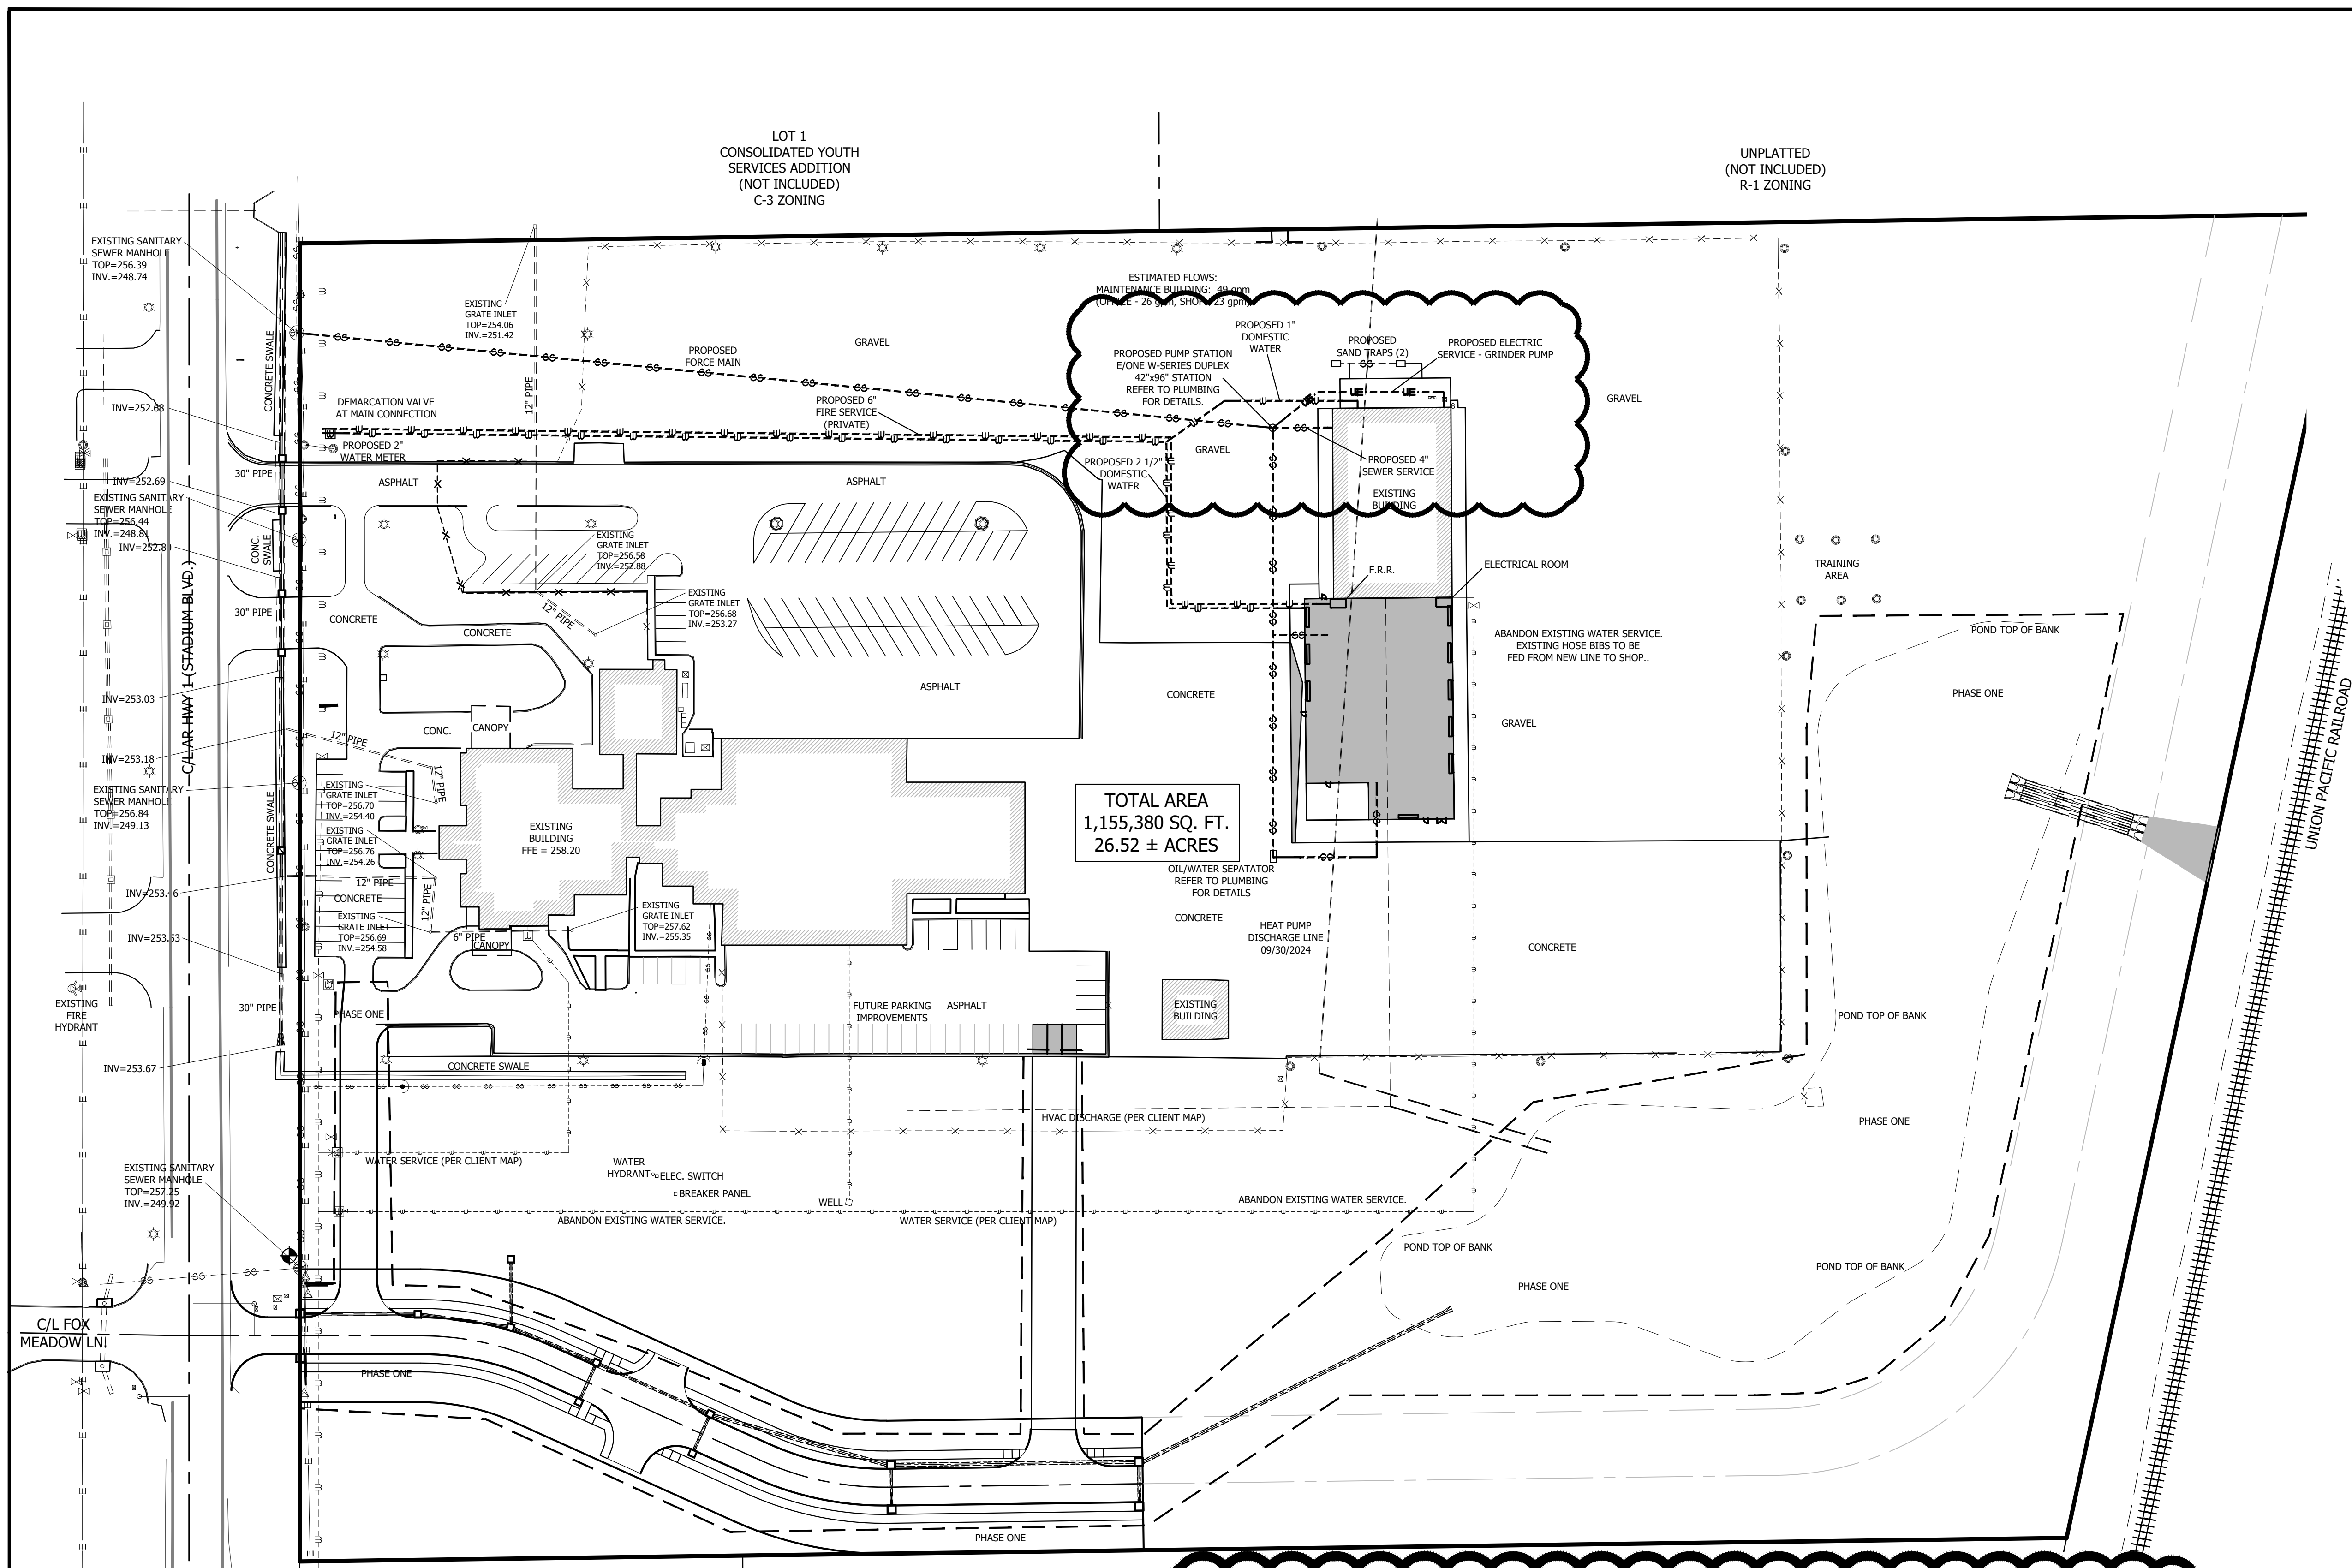 LOT 1
CONSOLIDATED YOUTH
SERVICES ADDITION
(NOT INCLUDED)
C-3 ZONING
UNPLATTED
(NOT INCLUDED)
R-1 ZONING
EXISTING SANITARY
SEWER MANHOLE
TOP=256.39
INV.=248.74
CONCRETE SWALE
EXISTING
GRATE INLET
TOP=254.06
INV.=251.42
12" PIPE
PROPOSED
FORCE MAIN
GRAVEL
ESTIMATED FLOWS:
MAINTENANCE BUILDING: 49 gpm
(OFFICE - 26 gpm, SHOP - 23 gpm)
PROPOSED 1"
DOMESTIC
WATER
PROPOSED PUMP STATION
E/ONE W-SERIES DUPLEX
42"x96" STATION
REFER TO PLUMBING
FOR DETAILS.
PROPOSED
SAND TRAPS (2)
PROPOSED ELECTRIC
SERVICE - GRINDER PUMP
GRAVEL
INV=252.68
DEMARCATION VALVE
AT MAIN CONNECTION
PROPOSED 6"
FIRE SERVICE
(PRIVATE)
PROPOSED 2"
WATER METER
GRAVEL
PROPOSED 2 1/2"
DOMESTIC
WATER
PROPOSED 4"
SEWER SERVICE
EXISTING
BUILDING
30" PIPE
ASPHALT
ASPHALT
INV=252.69
EXISTING SANITARY
SEWER MANHOLE
TOP=256.44
INV.=248.81
INV=252.80
CONC.
SWALE
C/L AR HWY 1 (STADIUM BLVD.)
EXISTING
GRATE INLET
TOP=256.58
INV.=252.88
EXISTING
GRATE INLET
TOP=256.68
INV.=253.27
12" PIPE
F.R.R.
ELECTRICAL ROOM
TRAINING
AREA
30" PIPE
CONCRETE
CONCRETE
ABANDON EXISTING WATER SERVICE.
EXISTING HOSE BIBS TO BE
FED FROM NEW LINE TO SHOP..
POND TOP OF BANK
INV=253.03
ASPHALT
CONCRETE
PHASE ONE
GRAVEL
UNION PACIFIC RAILROAD
CONC.
CANOPY
12" PIPE
INV=253.18
12" PIPE
EXISTING SANITARY
SEWER MANHOLE
TOP=256.84
INV.=249.13
CONCRETE SWALE
EXISTING
GRATE INLET
TOP=256.70
INV.=254.40
EXISTING
GRATE INLET
TOP=256.76
INV.=254.26
EXISTING
BUILDING
FFE = 258.20
TOTAL AREA
1,155,380 SQ. FT.
26.52 ± ACRES
OIL/WATER SEPATATOR
REFER TO PLUMBING
FOR DETAILS
INV=253.46
12" PIPE
CONCRETE
12" PIPE
EXISTING
GRATE INLET
TOP=256.69
INV.=254.58
EXISTING
GRATE INLET
TOP=257.62
INV.=255.35
CONCRETE
HEAT PUMP
DISCHARGE LINE
09/30/2024
CONCRETE
INV=253.53
6" PIPE
CANOPY
EXISTING
FIRE
HYDRANT
30" PIPE
PHASE ONE
FUTURE PARKING
IMPROVEMENTS
ASPHALT
EXISTING
BUILDING
POND TOP OF BANK
INV=253.67
CONCRETE SWALE
HVAC DISCHARGE (PER CLIENT MAP)
PHASE ONE
EXISTING SANITARY
SEWER MANHOLE
TOP=257.25
INV.=249.92
WATER SERVICE (PER CLIENT MAP)
WATER
HYDRANT
ELEC. SWITCH
BREAKER PANEL
WELL
ABANDON EXISTING WATER SERVICE.
ABANDON EXISTING WATER SERVICE.
WATER SERVICE (PER CLIENT MAP)
POND TOP OF BANK
POND TOP OF BANK
PHASE ONE
C/L FOX
MEADOW LN.
PHASE ONE
PHASE ONE